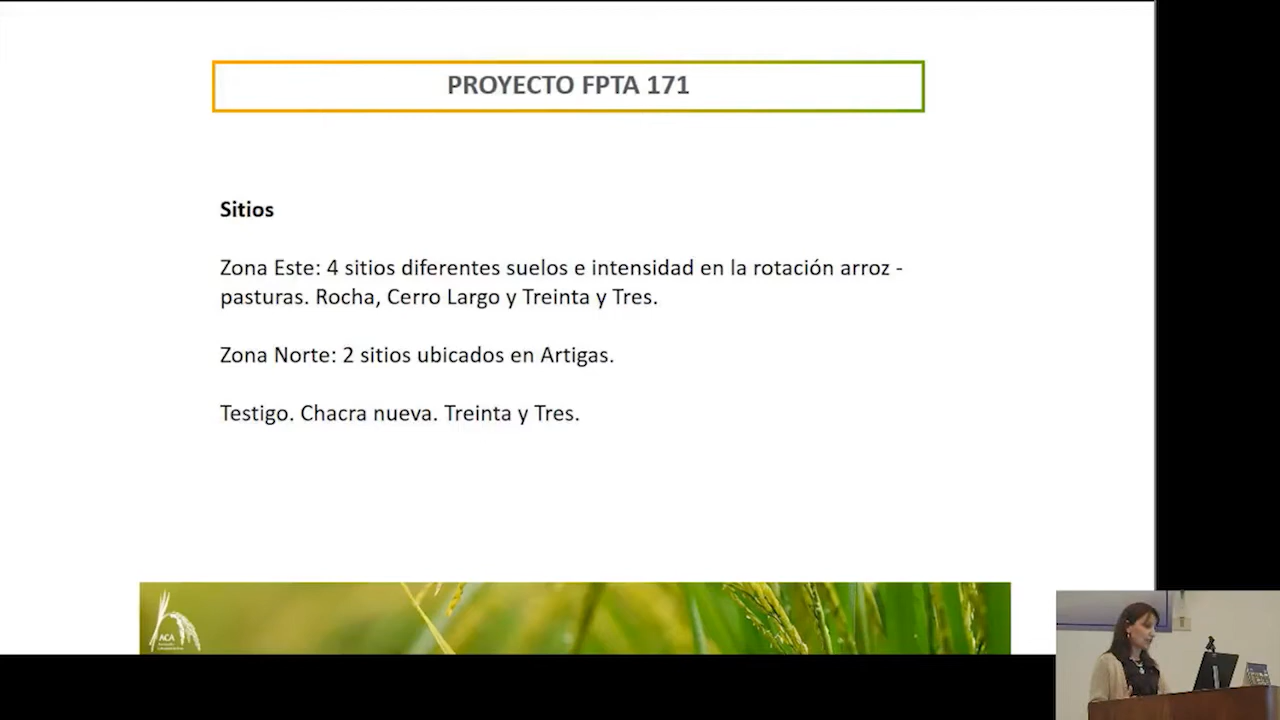 PROYECTO FPTA 171
Sitios
Zona Este: 4 sitios diferentes suelos e intensidad en la rotación arroz -
pasturas. Rocha, Cerro Largo y Treinta y Tres.
Zona Norte: 2 sitios ubicados en Artigas.
Testigo. Chacra nueva. Treinta y Tres.
ACA